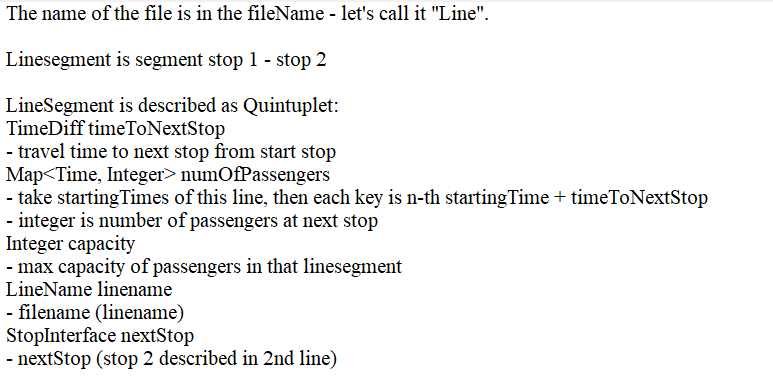 The name of the file is in the fileName - let's call it "Line".
Linesegment is segment stop 1 - stop 2
LineSegment is described as Quintuplet:
TimeDiff timeToNextStop
- travel time to next stop from start stop
Map<Time, Integer> numOfPassengers
- take startingTimes of this line, then each key is n-th startingTime + timeToNextStop
- integer is number of passengers at next stop
Integer capacity
- max capacity of passengers in that linesegment
LineName linename
- filename (linename)
StopInterface nextStop
- nextStop (stop 2 described in 2nd line)